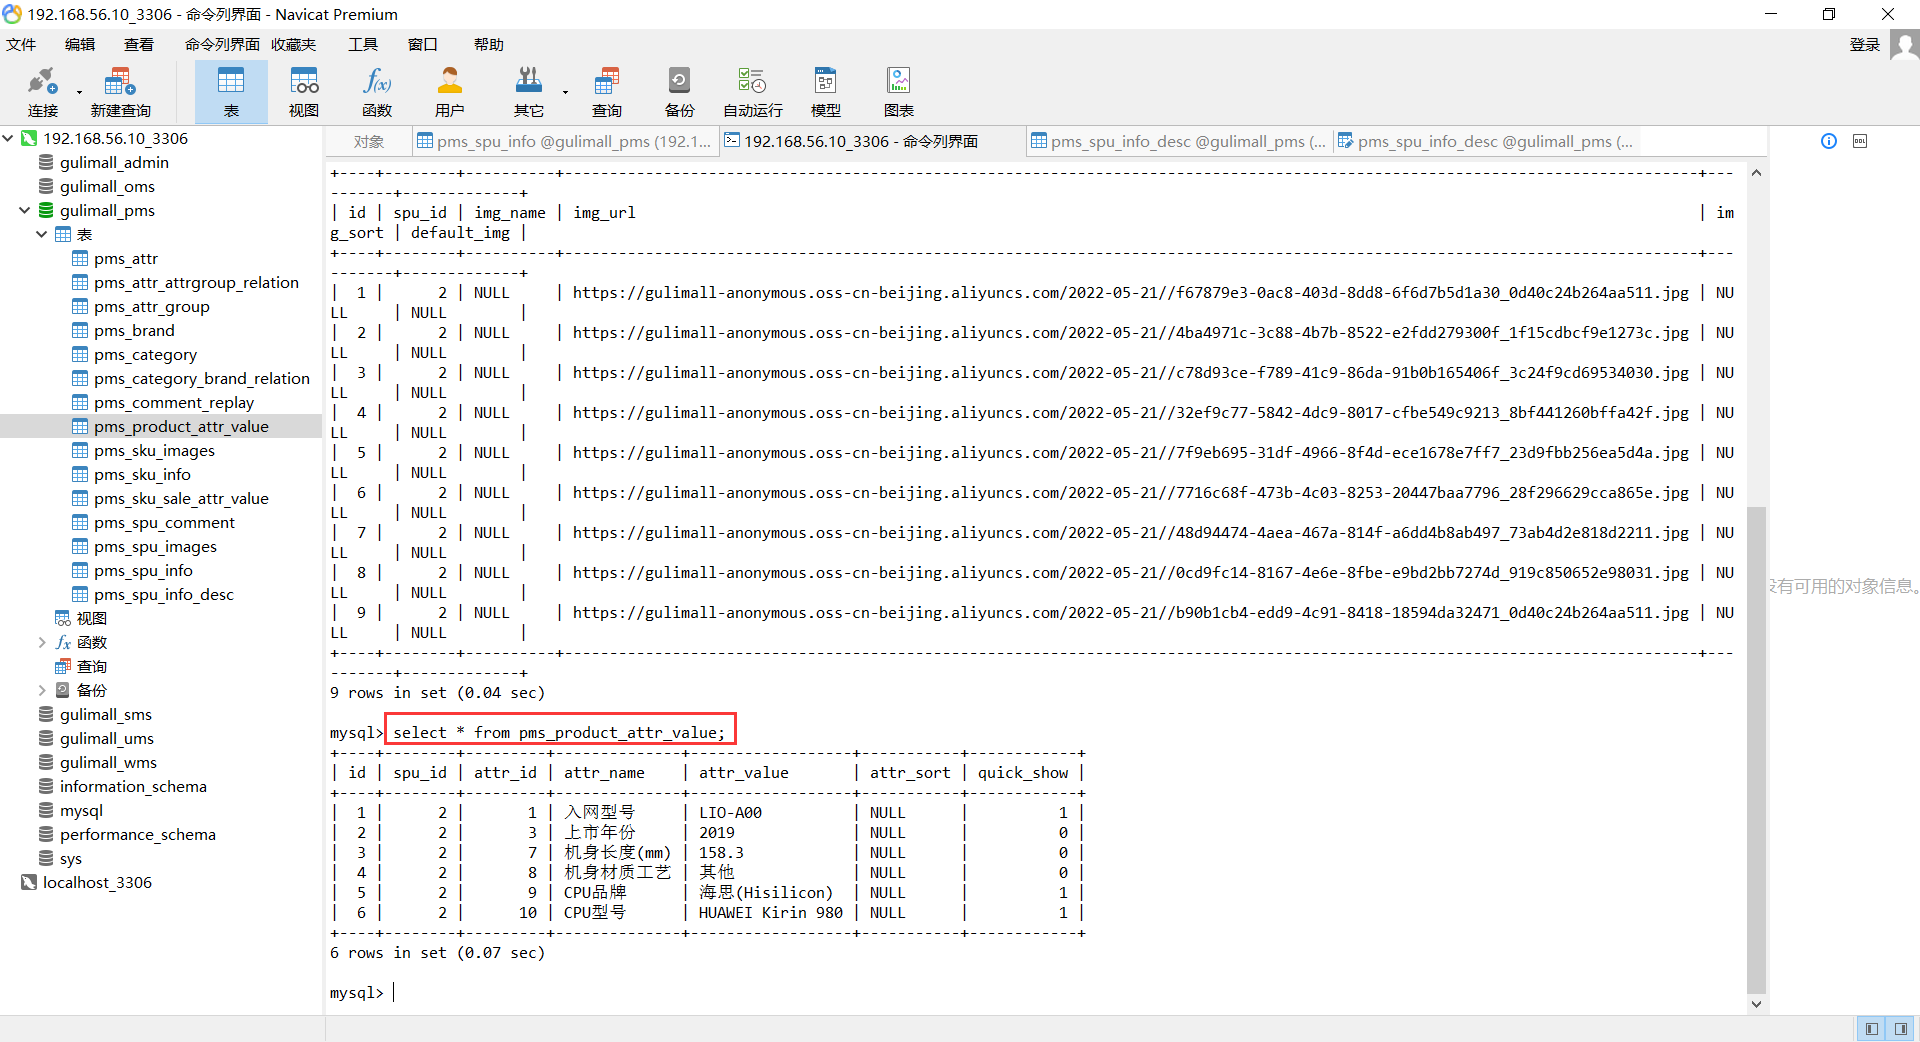 192.168.56.10_3306 - 命令列界面 - Navicat Premium
文件 编辑 查看 命令列界面 收藏夹 工具 窗口 帮助 登录
连接 新建查询 表 视图 函数 用户 其它 查询 备份 自动运行 模型 图表
对象 pms_spu_info @gulimall_pms (192.1... 192.168.56.10_3306 - 命令列界面 pms_spu_info_desc @gulimall_pms (... pms_spu_info_desc @gulimall_pms (...
192.168.56.10_3306
gulimall_admin
gulimall_oms
gulimall_pms
表
pms_attr
pms_attr_attrgroup_relation
pms_attr_group
pms_brand
pms_category
pms_category_brand_relation
pms_comment_replay
pms_product_attr_value
pms_sku_images
pms_sku_info
pms_sku_sale_attr_value
pms_spu_comment
pms_spu_images
pms_spu_info
pms_spu_info_desc
视图
函数
查询
备份
gulimall_sms
gulimall_ums
gulimall_wms
information_schema
mysql
performance_schema
sys
localhost_3306
| id | spu_id | img_name | img_url | im
g_sort | default_img |
| 1 | 2 | NULL | https://gulimall-anonymous.oss-cn-beijing.aliyuncs.com/2022-05-21//f67879e3-0ac8-403d-8dd8-6f6d7b5d1a30_0d40c24b264aa511.jpg | NU
LL | NULL |
| 2 | 2 | NULL | https://gulimall-anonymous.oss-cn-beijing.aliyuncs.com/2022-05-21//4ba4971c-3c88-4b7b-8522-e2fdd279300f_1f15cdbcf9e1273c.jpg | NU
LL | NULL |
| 3 | 2 | NULL | https://gulimall-anonymous.oss-cn-beijing.aliyuncs.com/2022-05-21//c78d93ce-f789-41c9-86da-91b0b165406f_3c24f9cd69534030.jpg | NU
LL | NULL |
| 4 | 2 | NULL | https://gulimall-anonymous.oss-cn-beijing.aliyuncs.com/2022-05-21//32ef9c77-5842-4dc9-8017-cfbe549c9213_8bf441260bffa42f.jpg | NU
LL | NULL |
| 5 | 2 | NULL | https://gulimall-anonymous.oss-cn-beijing.aliyuncs.com/2022-05-21//7f9eb695-31df-4966-8f4d-ece1678e7ff7_23d9fbb256ea5d4a.jpg | NU
LL | NULL |
| 6 | 2 | NULL | https://gulimall-anonymous.oss-cn-beijing.aliyuncs.com/2022-05-21//7716c68f-473b-4c03-8253-20447baa7796_28f296629cca865e.jpg | NU
LL | NULL |
| 7 | 2 | NULL | https://gulimall-anonymous.oss-cn-beijing.aliyuncs.com/2022-05-21//48d94474-4aea-467a-814f-a6dd4b8ab497_73ab4d2e818d2211.jpg | NU
LL | NULL |
| 8 | 2 | NULL | https://gulimall-anonymous.oss-cn-beijing.aliyuncs.com/2022-05-21//0cd9fc14-8167-4e6e-8fbe-e9bd2bb7274d_919c850652e98031.jpg | NU
LL | NULL |
| 9 | 2 | NULL | https://gulimall-anonymous.oss-cn-beijing.aliyuncs.com/2022-05-21//b90b1cb4-edd9-4c91-8418-18594da32471_0d40c24b264aa511.jpg | NU
LL | NULL |
9 rows in set (0.04 sec)
mysql> select * from pms_product_attr_value;
| id | spu_id | attr_id | attr_name | attr_value | attr_sort | quick_show |
| 1 | 2 | 1 | 入网型号 | LIO-A00 | NULL | 1 |
| 2 | 2 | 3 | 上市年份 | 2019 | NULL | 0 |
| 3 | 2 | 7 | 机身长度(mm) | 158.3 | NULL | 0 |
| 4 | 2 | 8 | 机身材质工艺 | 其他 | NULL | 0 |
| 5 | 2 | 9 | CPU品牌 | 海思(Hisilicon) | NULL | 1 |
| 6 | 2 | 10 | CPU型号 | HUAWEI Kirin 980 | NULL | 1 |
6 rows in set (0.07 sec)
mysql>
有可用的对象信息。